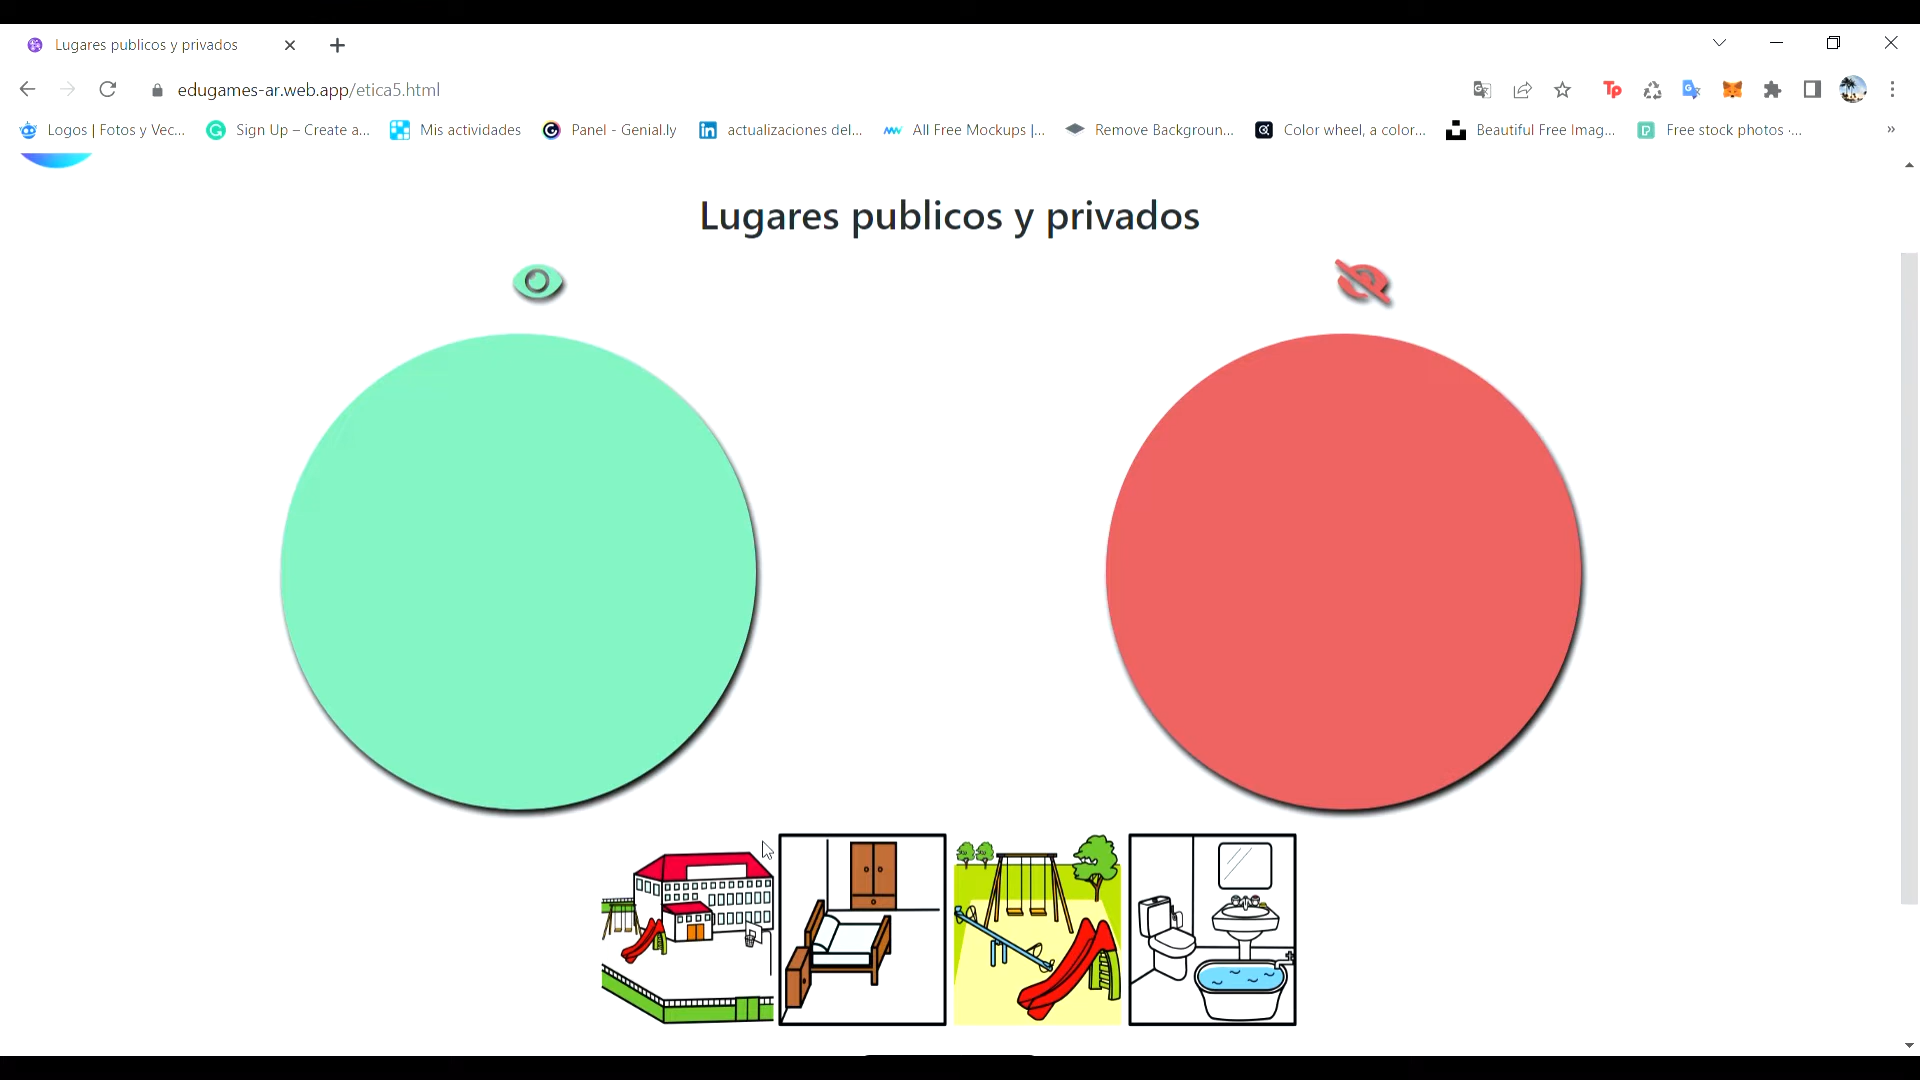 Lugares publicos y privados
edugames-ar.web.app/etica5.html
Tp
Logos | Fotos y Vec...
Sign Up – Create a...
Mis actividades
Panel - Genial.ly
in
actualizaciones del...
All Free Mockups |...
Remove Backgroun...
Color wheel, a color...
Beautiful Free Imag...
Free stock photos ·...
Lugares publicos y privados